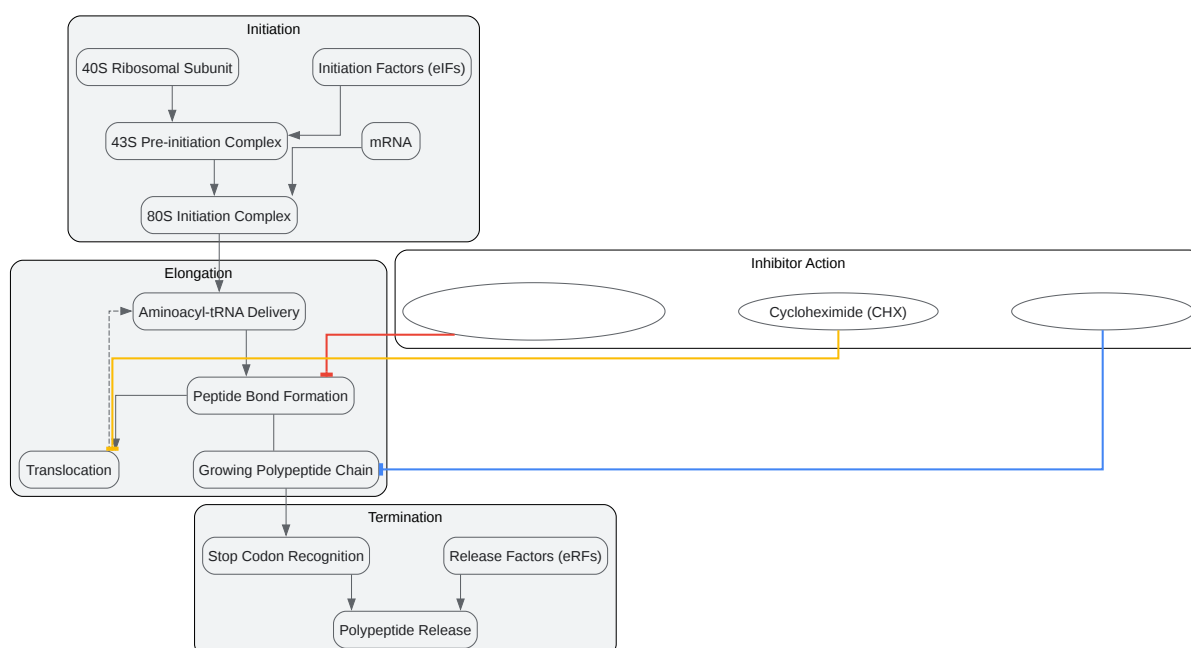 Initiation
40S Ribosomal Subunit
Initiation Factors (eIFs)
43S Pre-initiation Complex
mRNA
80S Initiation Complex
Elongation
Inhibitor Action
Aminoacyl-tRNA Delivery
Cycloheximide (CHX)
Peptide Bond Formation
Translocation
Growing Polypeptide Chain
Termination
Stop Codon Recognition
Release Factors (eRFs)
Polypeptide Release